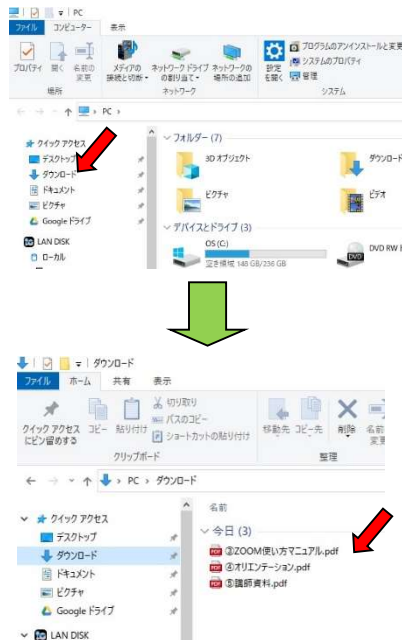 PC
ファイル コンピューター 表示
プロパティ 開く 名前の変更 メディアの接続と切断 ネットワーク ドライブの割り当て ネットワークの場所の追加 設定を開く
プログラムのアンインストールと変更
システムのプロパティ
管理
場所 ネットワーク システム
PC
クイック アクセス
デスクトップ
ダウンロード
ドキュメント
ピクチャ
Google ドライブ
LAN DISK
ローカル
フォルダー (7)
3D オブジェクト
ダウンロード
ピクチャ
ビデオ
デバイスとドライブ (3)
OS (C:)
空き領域 145 GB/236 GB
DVD RW
ダウンロード
ファイル ホーム 共有 表示
クイック アクセスにピン留めする コピー 貼り付け
切り取り
パスのコピー
ショートカットの貼り付け
移動先 コピー先 削除
クリップボード 整理
PC ダウンロード
クイック アクセス
デスクトップ
ダウンロード
ドキュメント
ピクチャ
Google ドライブ
LAN DISK
名前
今日 (3)
③ZOOM使い方マニュアル.pdf
④オリエンテーション.pdf
⑤講師資料.pdf